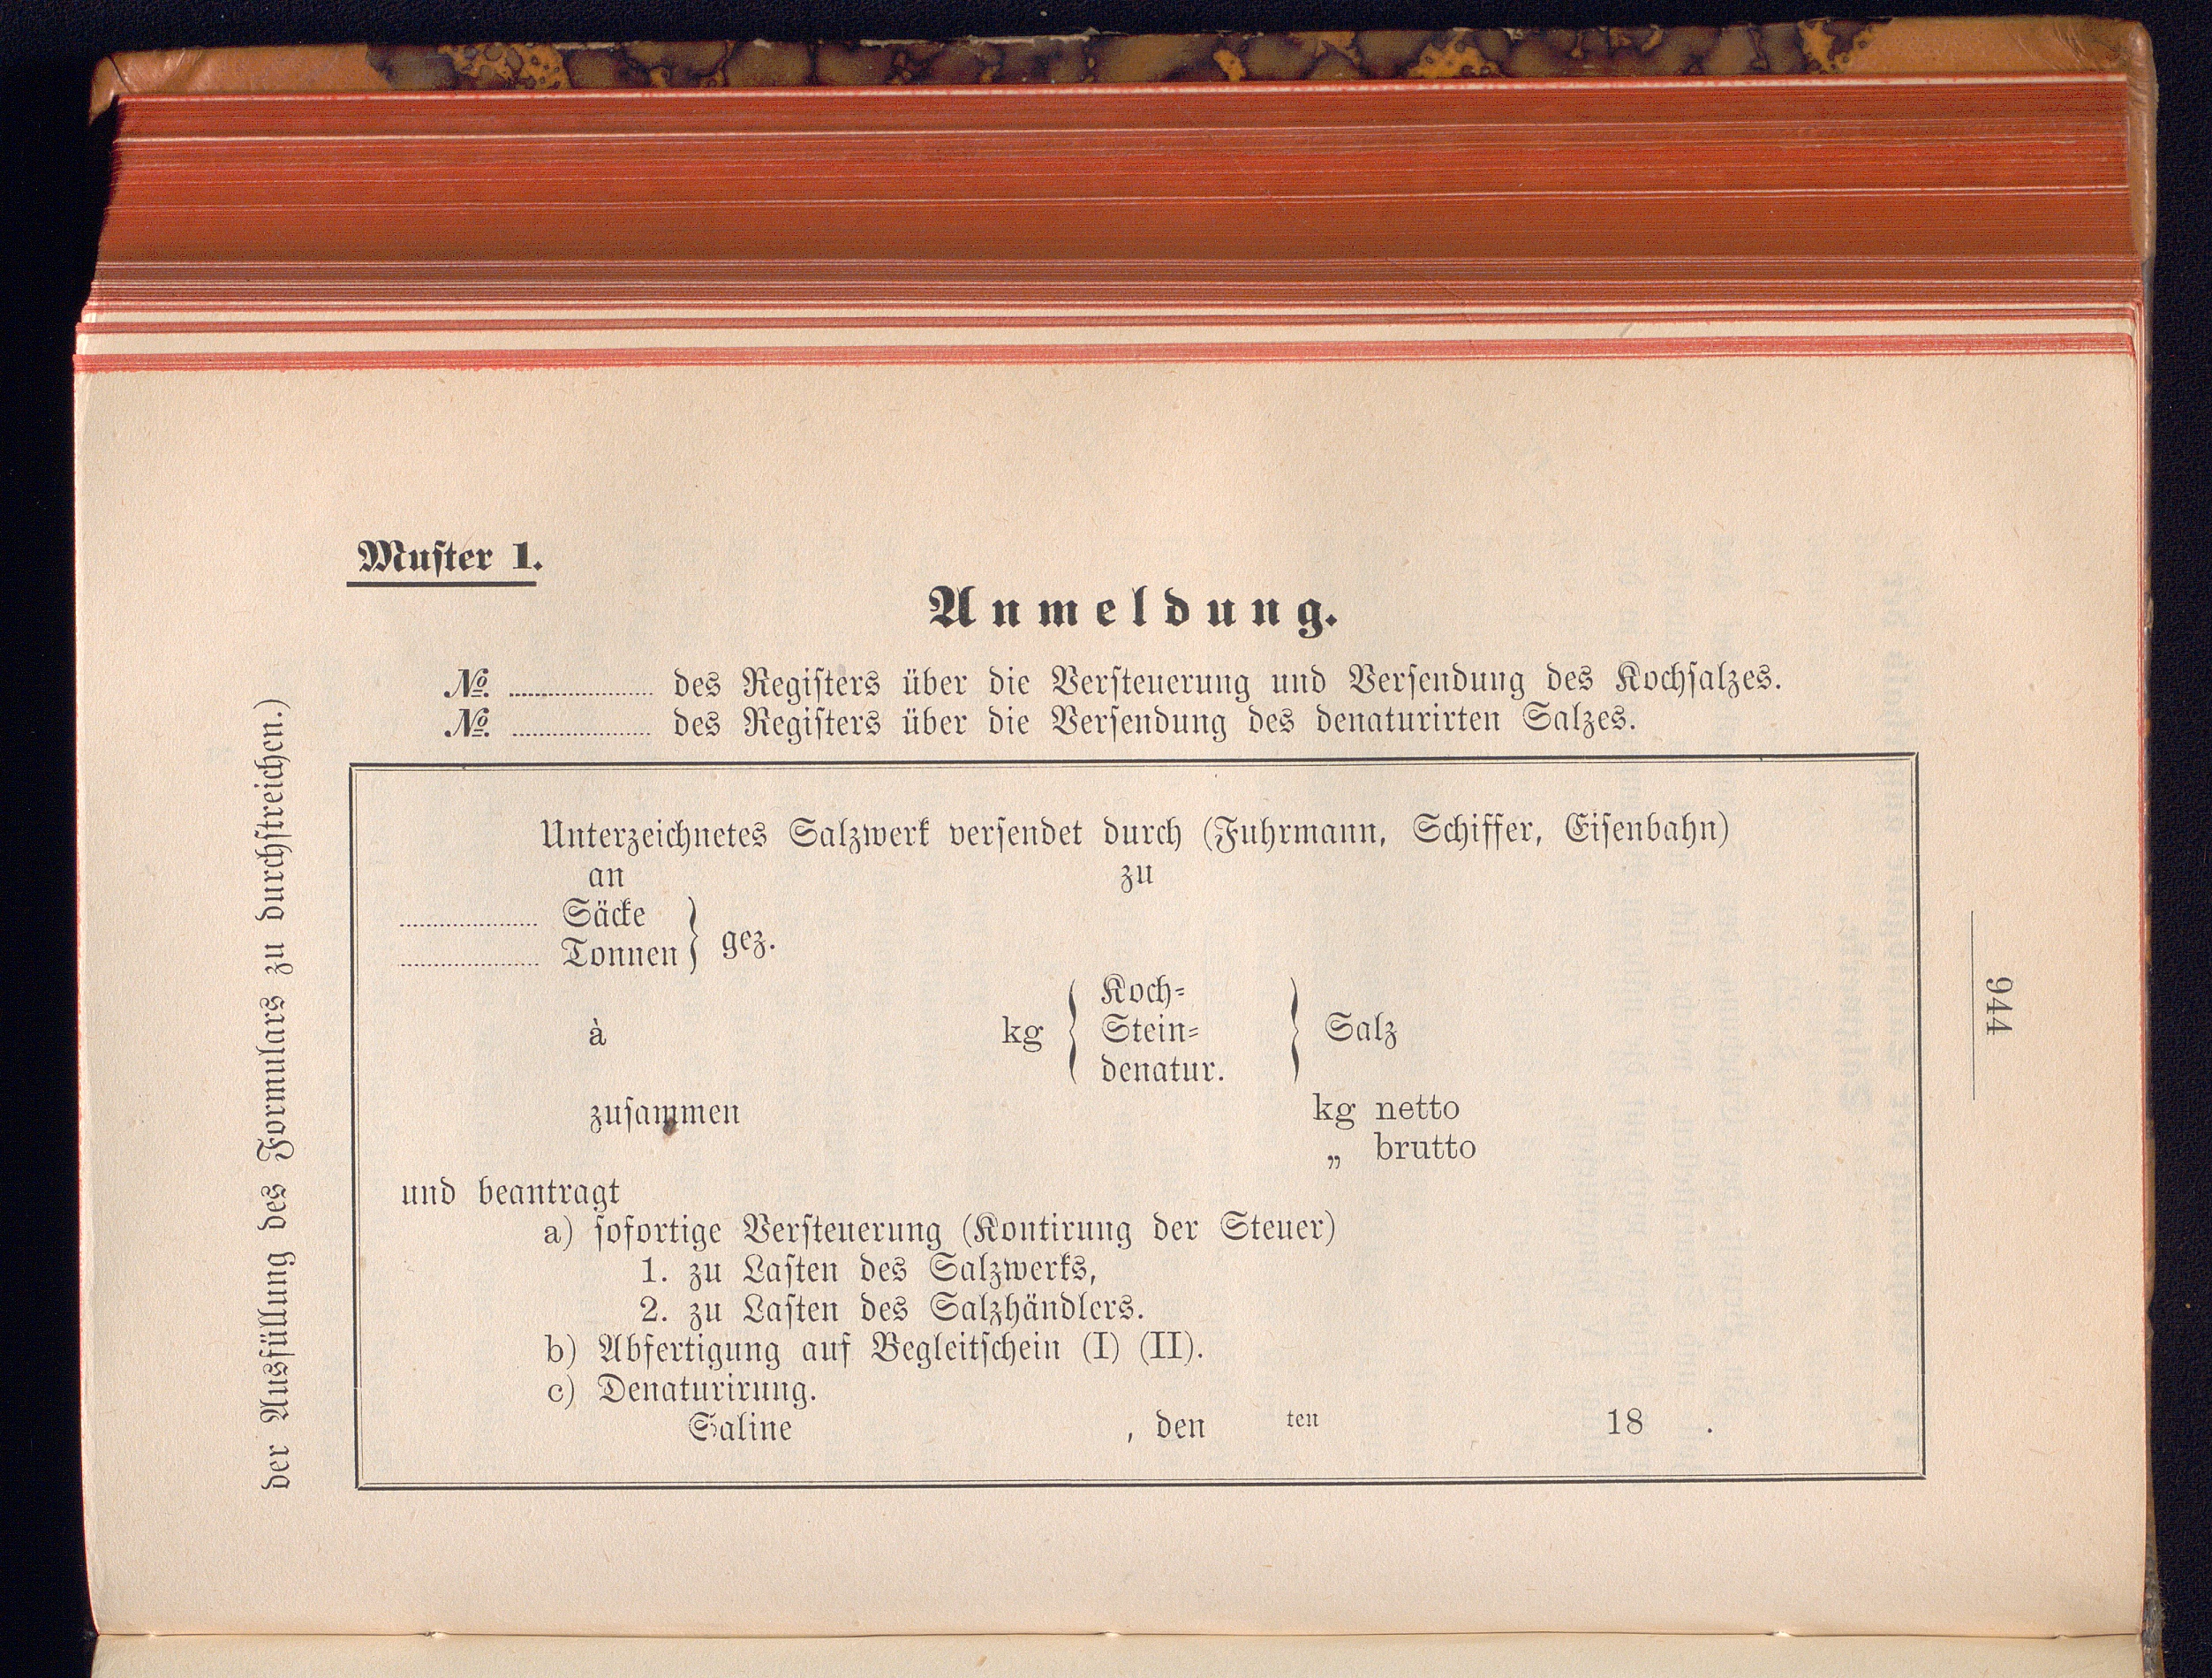 Muſter 1.
Anmeldung.
№ .................... des Regiſters über die Verſteuerung und Verſendung des Kochſalzes.
№ .................... des Regiſters über die Verſendung des denaturirten Salzes.
Unterzeichnetes Salzwerk verſendet durch (Fuhrmann, Schiffer, Eiſenbahn)
an zu
.................... Säcke
.................... Tonnen } gez.
Koch-
à kg { Stein- } Salz
denatur.
zuſammen kg netto
„ brutto
und beantragt
a) ſofortige Verſteuerung (Kontirung der Steuer)
1. zu Laſten des Salzwerks,
2. zu Laſten des Salzhändlers.
b) Abfertigung auf Begleitſchein (I) (II).
c) Denaturirung.
Saline , den ten 18 .
der Ausfüllung des Formulars zu durchſtreichen.)
944